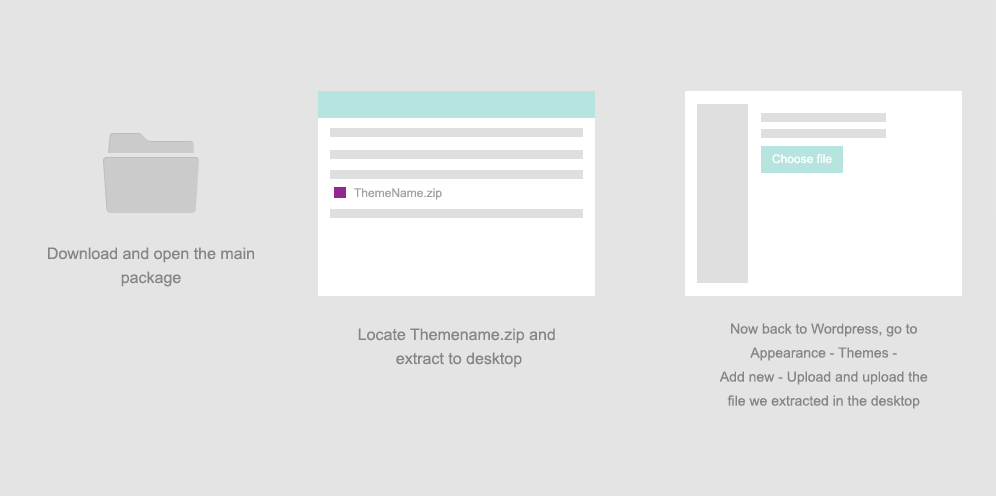 Download and open the main
package
ThemeName.zip
Locate Themename.zip and
extract to desktop
Choose file
Now back to Wordpress, go to
Appearance - Themes -
Add new - Upload and upload the
file we extracted in the desktop